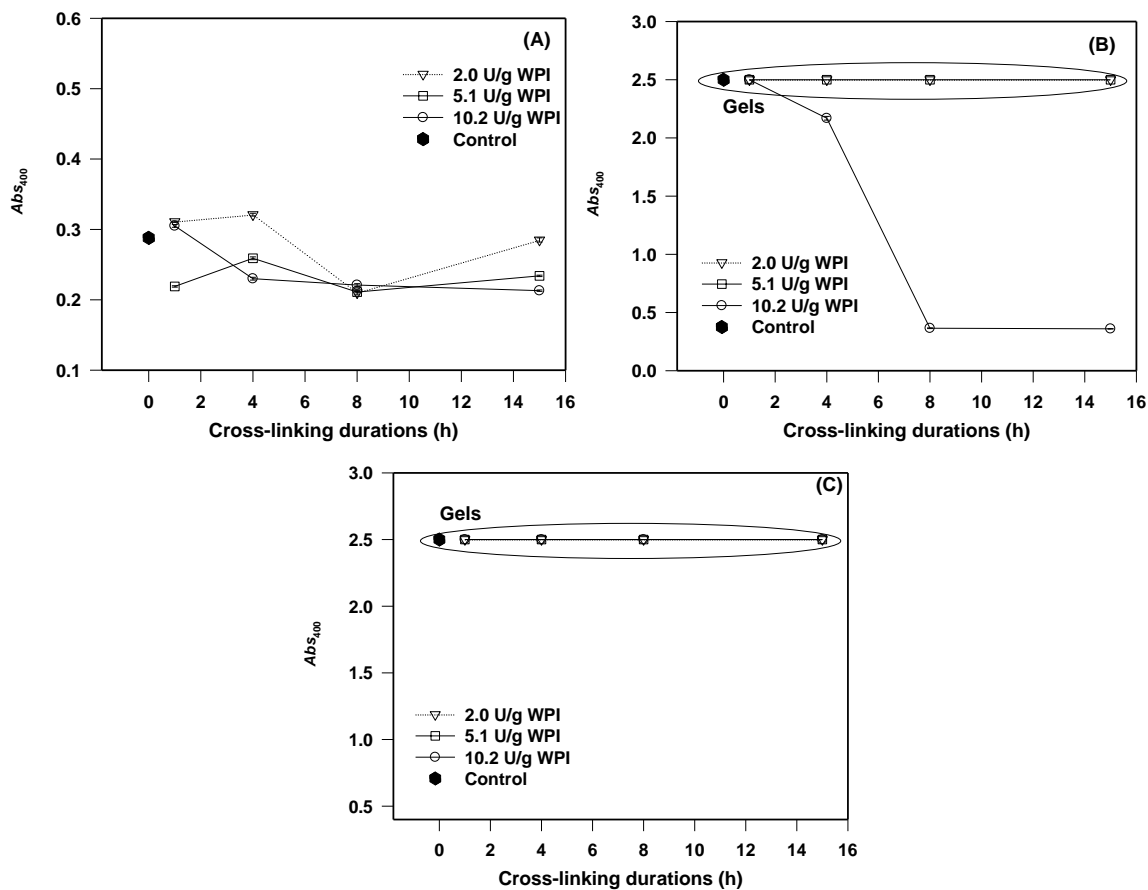 (A)
2.0 U/g WPI
5.1 U/g WPI
10.2 U/g WPI
Control
Abs400
0.6
0.5
0.4
0.3
0.2
0.1
0 2 4 6 8 10 12 14 16
Cross-linking durations (h)
(B)
Gels
2.0 U/g WPI
5.1 U/g WPI
10.2 U/g WPI
Control
Abs400
3.0
2.5
2.0
1.5
1.0
0.5
0.0
0 2 4 6 8 10 12 14 16
Cross-linking durations (h)
(C)
Gels
2.0 U/g WPI
5.1 U/g WPI
10.2 U/g WPI
Control
Abs400
3.0
2.5
2.0
1.5
1.0
0.5
0 2 4 6 8 10 12 14 16
Cross-linking durations (h)